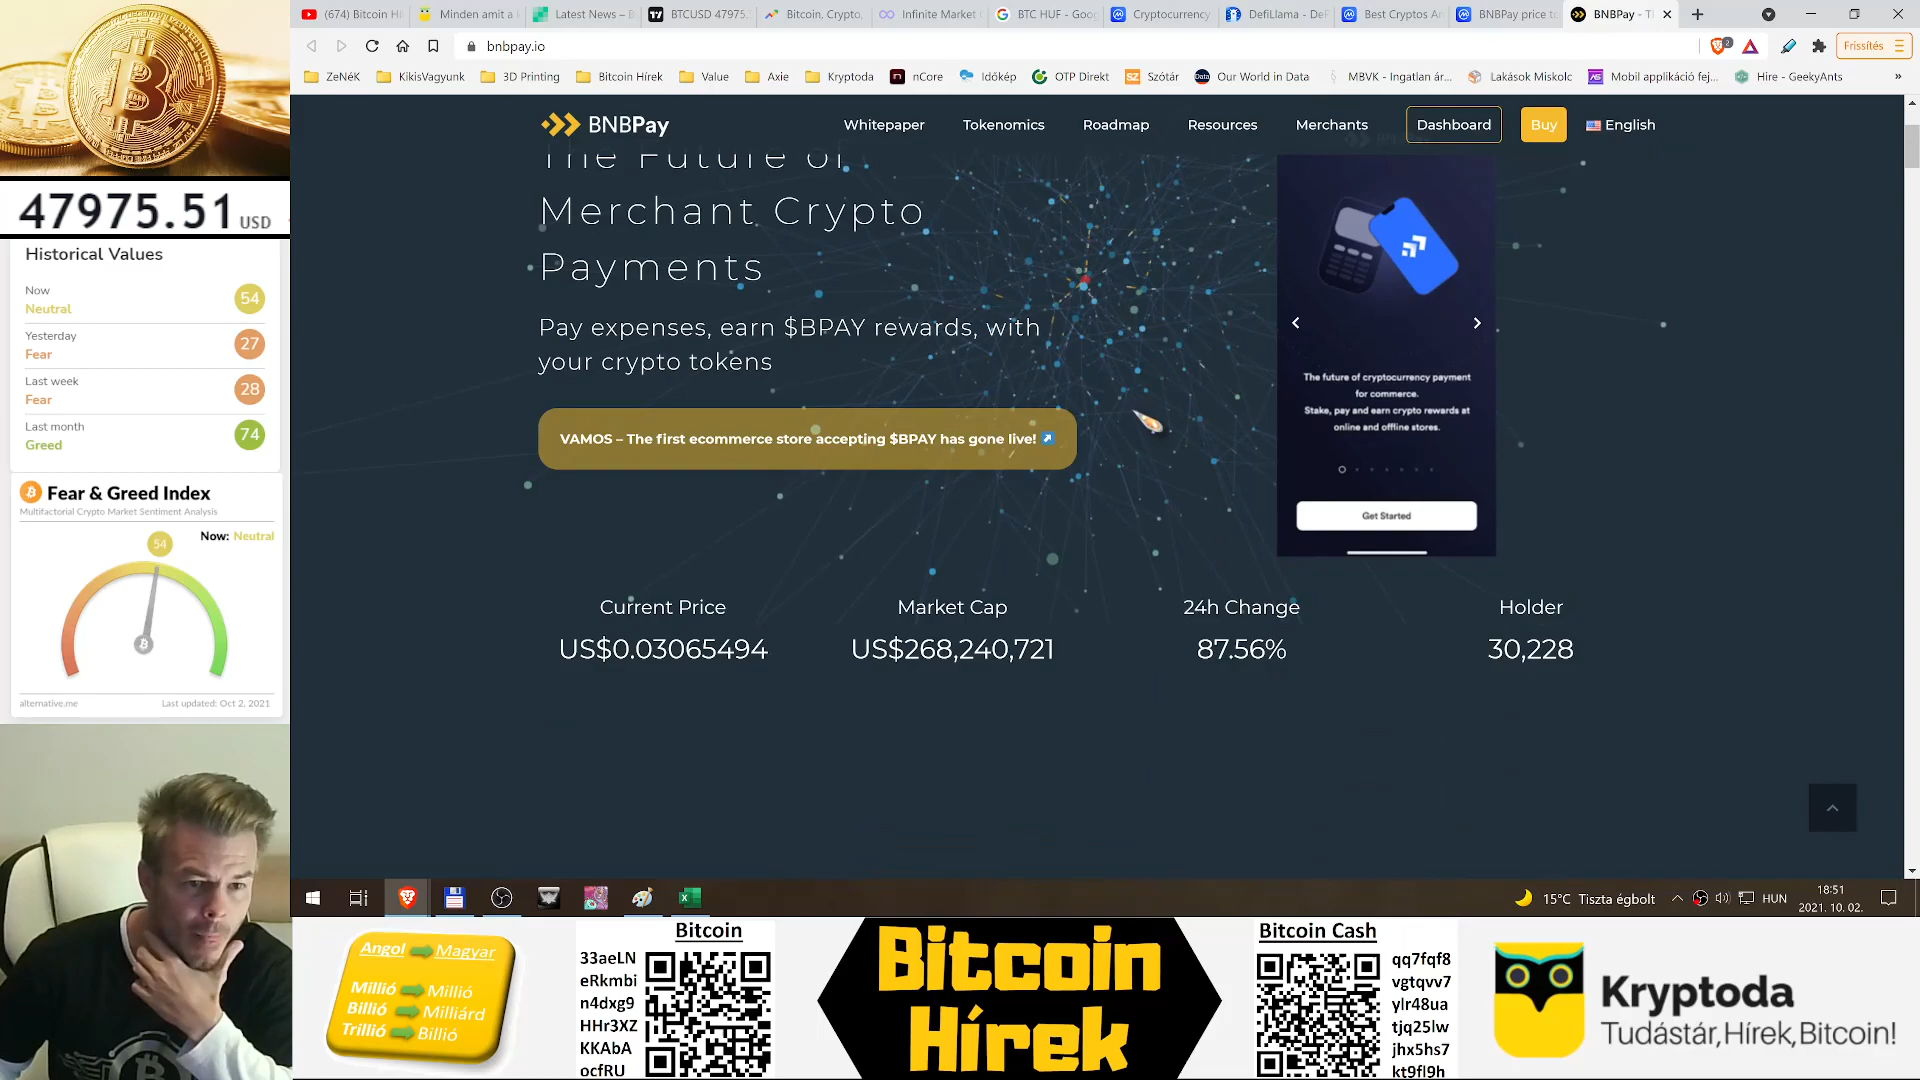 (674) Bitcoin Hí
Minden amit a
Latest News – B
BTCUSD 47975.
Bitcoin, Crypto,
Infinite Market
BTC HUF - Goog
Cryptocurrency
DefiLlama - DeF
Best Cryptos A
BNBPay price to
BNBPay - T
bnbpay.io
2
Frissítés
ZeNéK
KikisVagyunk
3D Printing
Bitcoin Hírek
Value
Axie
Kryptoda
nCore
Időkép
OTP Direkt
Szótár
Our World in Data
MBVK - Ingatlan ár...
Lakások Miskolc
Mobil applikáció fej...
Hire - GeekyAnts
»
BNBPay
Whitepaper
Tokenomics
Roadmap
Resources
Merchants
Dashboard
Buy
English
The Future of
Merchant Crypto
Payments
Pay expenses, earn $BPAY rewards, with
your crypto tokens
VAMOS – The first ecommerce store accepting $BPAY has gone live!
The future of cryptocurrency payment
for commerce.
Stake, pay and earn crypto rewards at
online and offline stores.
Get Started
Current Price
US$0.03065494
Market Cap
US$268,240,721
24h Change
87.56%
Holder
30,228
47975.51 USD
Historical Values
Now
Neutral
54
Yesterday
Fear
27
Last week
Fear
28
Last month
Greed
74
Fear & Greed Index
Multifactorial Crypto Market Sentiment Analysis
Now: Neutral
54
alternative.me
Last updated: Oct 2, 2021
15°C Tiszta égbolt
HUN
18:51
2021. 10. 02.
Angol Magyar
Millió Millió
Billió Milliárd
Trillió Billió
Bitcoin
33aeLN
eRkmbi
n4dxg9
HHr3XZ
KKAbA
ocfRU
Bitcoin
Hírek
Bitcoin Cash
qq7fqf8
vgtqvv7
ylr48ua
tjq25lw
jhx5hs7
kt9fl9h
Kryptoda
Tudástár,Hírek,Bitcoin!